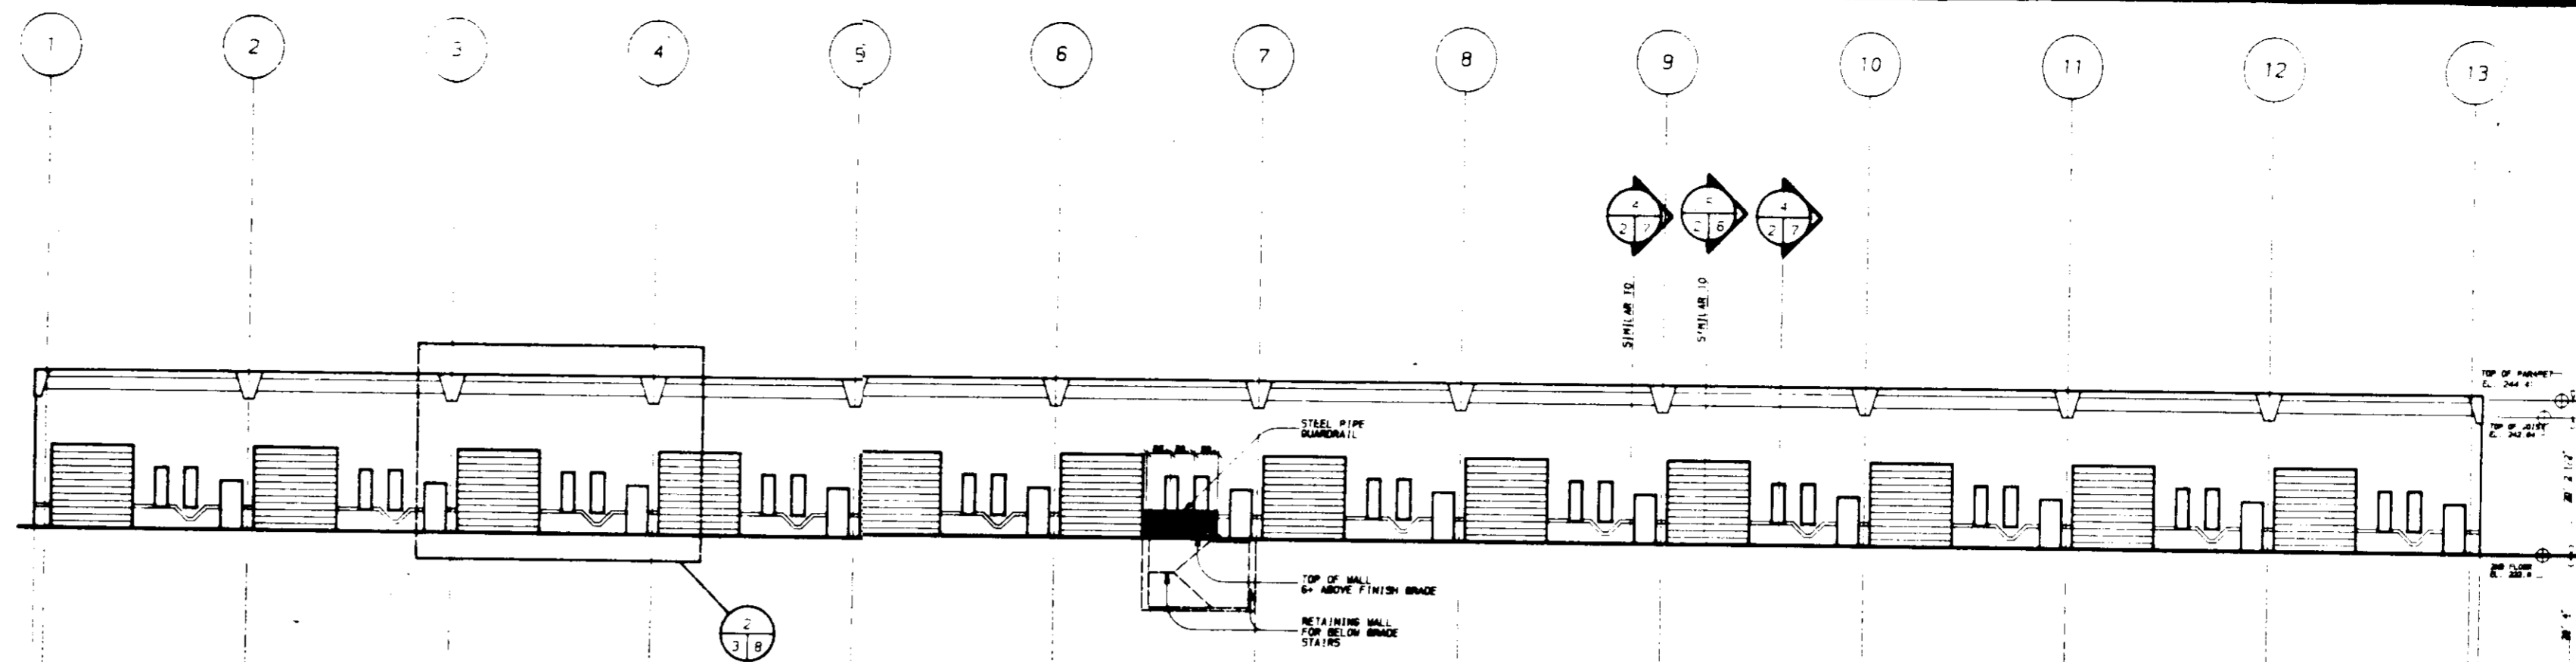 1
2
3
4
5
6
7
8
9
10
11
12
13
4
2 7
5
2 6
4
2 7
SIMILAR TO
SIMILAR TO
TOP OF PARAPET
STEEL PIPE
GUARDRAIL
TOP OF JOIST
TOP OF WALL
6+ ABOVE FINISH GRADE
RETAINING WALL
FOR BELOW GRADE
STAIRS
2
3 8
2ND FLOOR